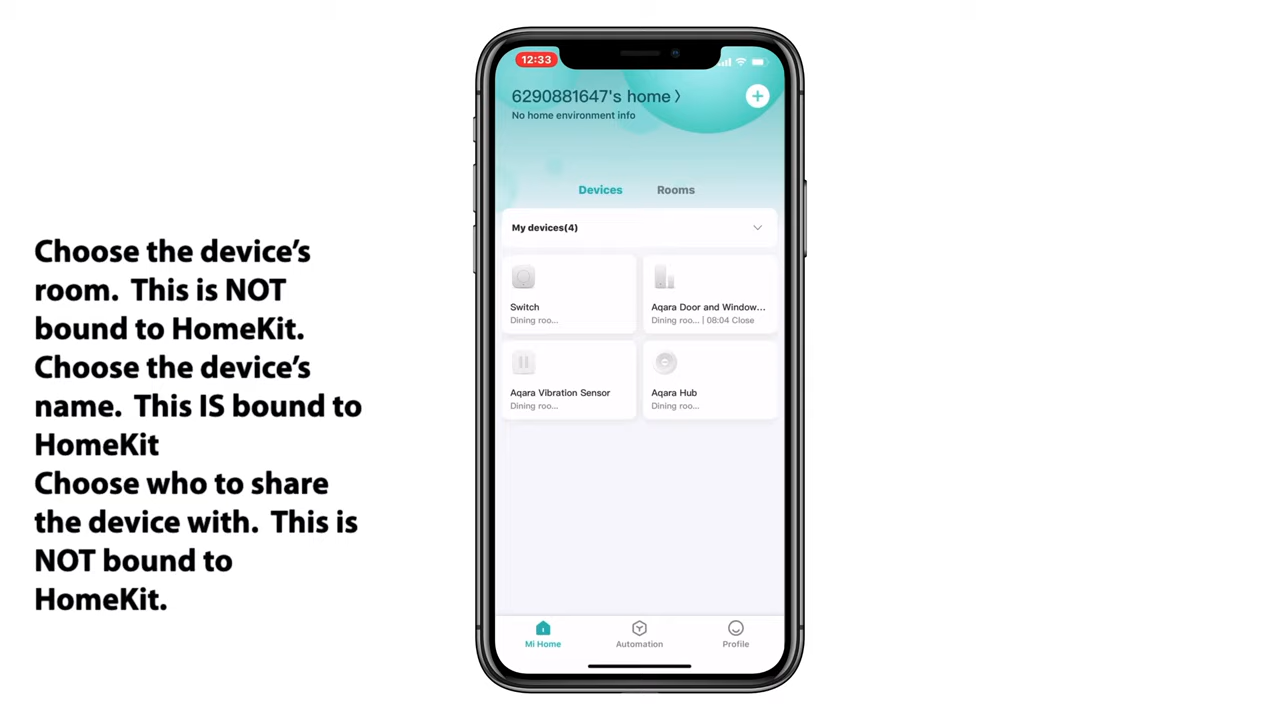 Choose the device's
room.  This is NOT
bound to HomeKit.
Choose the device's
name.  This IS bound to
HomeKit
Choose who to share
the device with.  This is
NOT bound to
HomeKit.
12:33
6290881647's home
No home environment info
Devices
Rooms
My devices(4)
Switch
Dining roo...
Aqara Door and Window...
Dining roo... | 08:04 Close
Aqara Vibration Sensor
Dining roo...
Aqara Hub
Dining roo...
Mi Home
Automation
Profile